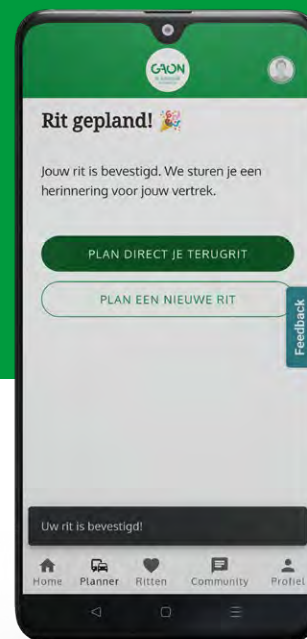 GAON
Rit gepland! 🎉
Jouw rit is bevestigd. We sturen je een
herinnering voor jouw vertrek.
PLAN DIRECT JE TERUGRIT
PLAN EEN NIEUWE RIT
Feedback
Uw rit is bevestigd!
Home Planner Ritten Community Profiel